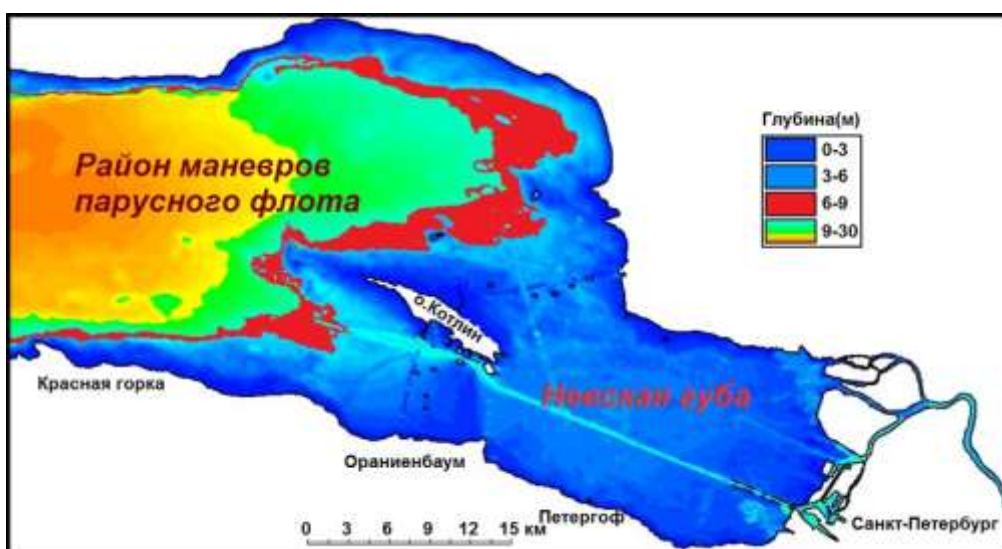 Глубина(м)
0-3
3-6
6-9
9-30
Район маневров
парусного флота
о.Котлин
Красная горка
Невская губа
Ораниенбаум
Петергоф
0 3 6 9 12 15 км
Санкт-Петербург